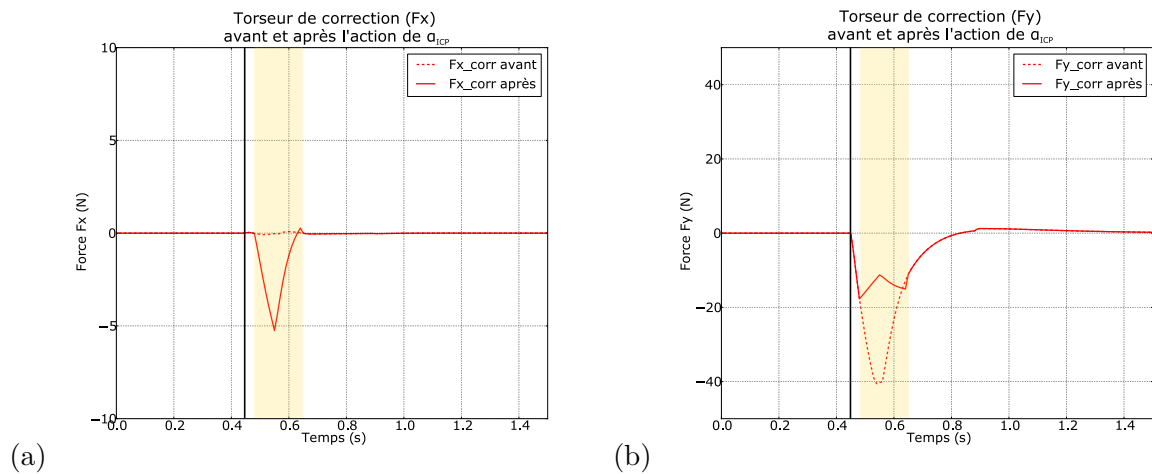 Torseur de correction (Fx)
avant et après l'action de α_ICP
Fx_corr avant
Fx_corr après
10
5
0
−5
−10
Force Fx (N)
0.0 0.2 0.4 0.6 0.8 1.0 1.2 1.4
Temps (s)
(a)
Torseur de correction (Fy)
avant et après l'action de α_ICP
Fy_corr avant
Fy_corr après
40
20
0
−20
−40
Force Fy (N)
0.0 0.2 0.4 0.6 0.8 1.0 1.2 1.4
Temps (s)
(b)